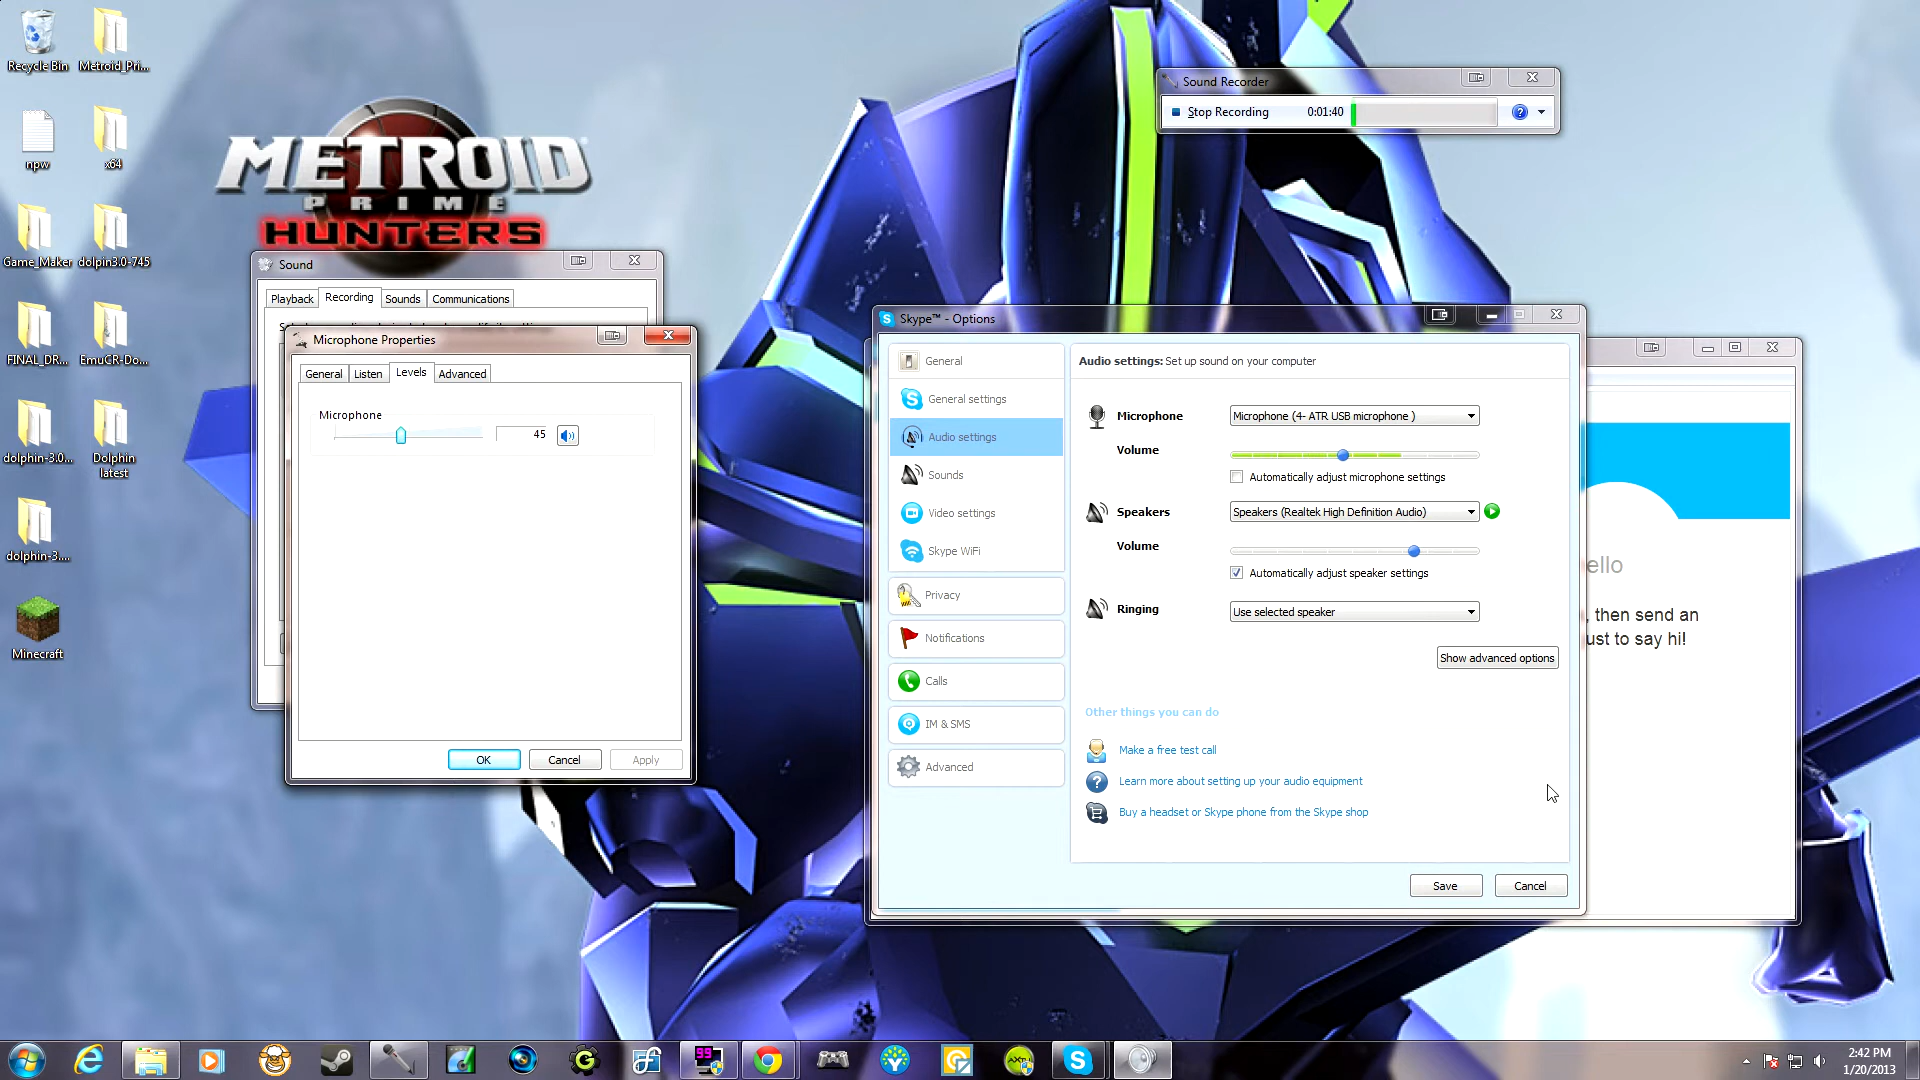 Recycle Bin
Metroid_Pri...
npw
x64
Game_Maker
dolpin3.0-745
FINAL_DR...
EmuCR-Do...
dolphin-3.0...
Dolphin
latest
dolphin-3....
Minecraft
METROID
PRIME
HUNTERS
Sound Recorder
Stop Recording
0:01:40
Sound
Playback
Recording
Sounds
Communications
Microphone Properties
General
Listen
Levels
Advanced
Microphone
45
OK
Cancel
Apply
Skype™ - Options
General
General settings
Audio settings
Sounds
Video settings
Skype WiFi
Privacy
Notifications
Calls
IM & SMS
Advanced
Audio settings: Set up sound on your computer
Microphone
Microphone (4- ATR USB microphone )
Volume
Automatically adjust microphone settings
Speakers
Speakers (Realtek High Definition Audio)
Volume
Automatically adjust speaker settings
Ringing
Use selected speaker
Show advanced options
Other things you can do
Make a free test call
Learn more about setting up your audio equipment
Buy a headset or Skype phone from the Skype shop
Save
Cancel
ello
, then send an
ust to say hi!
99
2:42 PM
1/20/2013